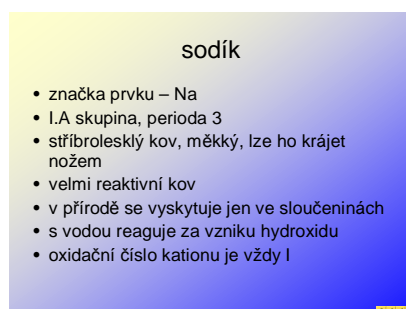 sodík
• značka prvku – Na
• I.A skupina, perioda 3
• stříbrolesklý kov, měkký, lze ho krájet
nožem
• velmi reaktivní kov
• v přírodě se vyskytuje jen ve sloučeninách
• s vodou reaguje za vzniku hydroxidu
• oxidační číslo kationu je vždy I